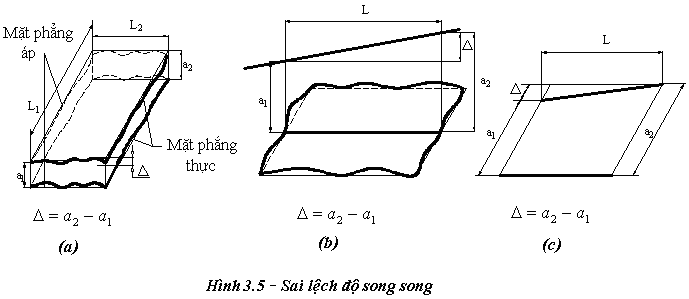 Mặt phẳng
áp
L₂
a₂
L₁
Mặt phẳng
thực
a₁
Δ
Δ = a₂ − a₁
(a)
L
Δ
a₁
a₂
Δ = a₂ − a₁
(b)
L
Δ
a₁
a₂
Δ = a₂ − a₁
(c)
Hình 3.5 - Sai lệch độ song song